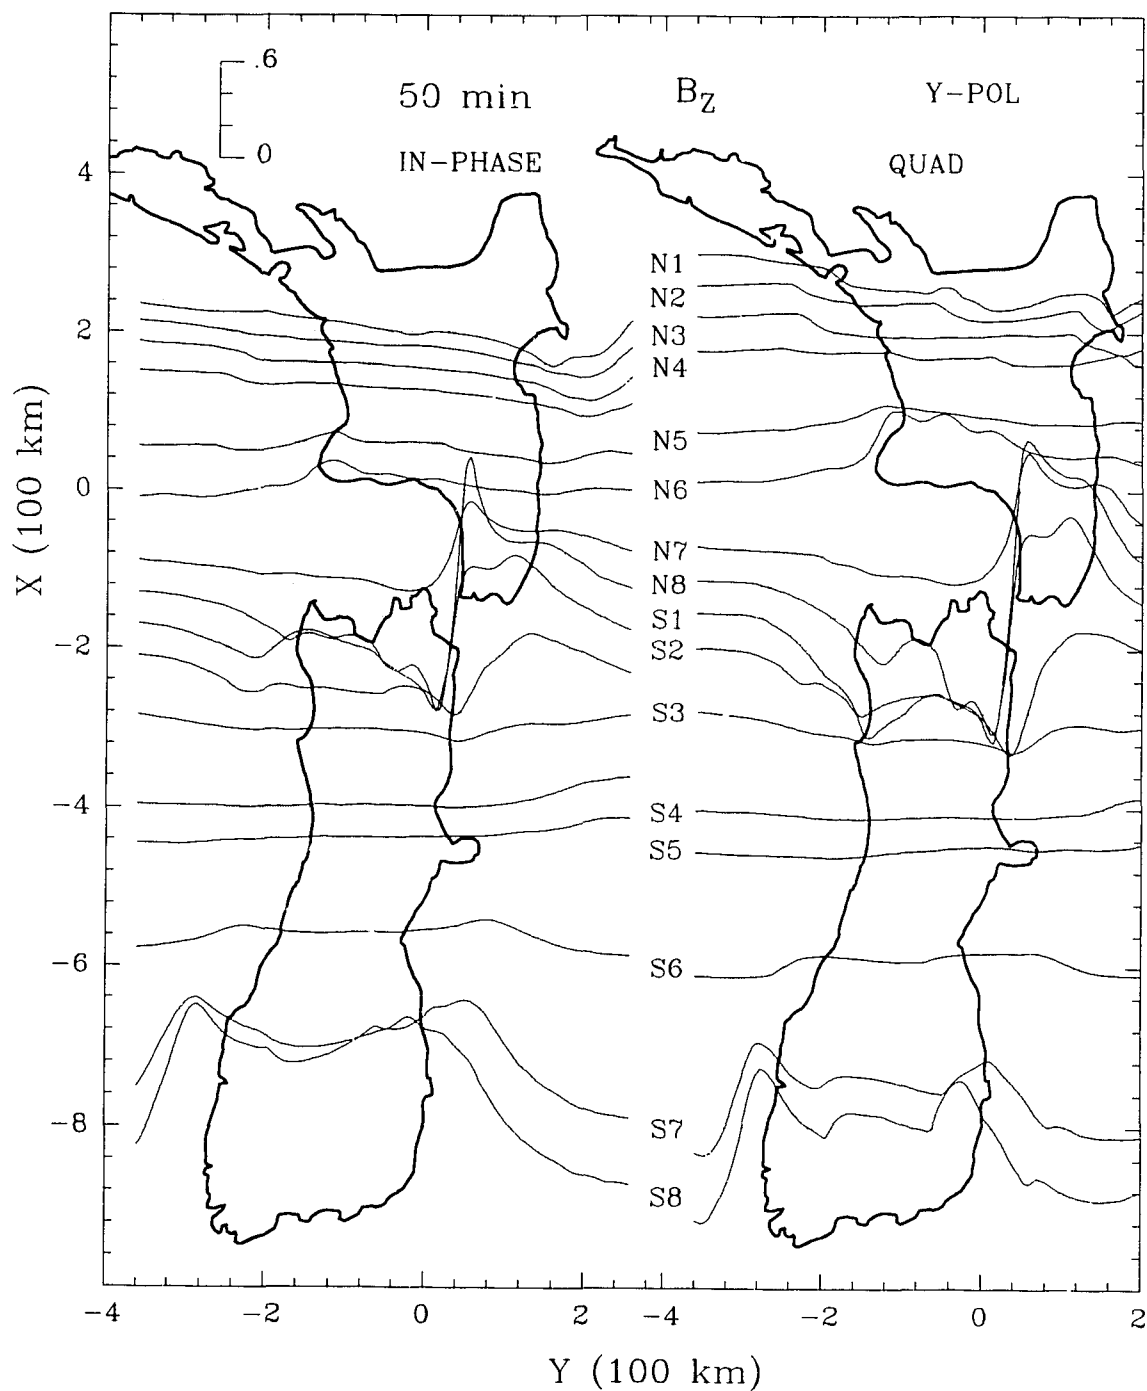 .6
50 min
B_Z
Y-POL
0
IN-PHASE
QUAD
4
N1
N2
2
N3
N4
N5
0
N6
N7
N8
S1
-2
S2
S3
-4
S4
S5
-6
S6
-8
S7
S8
X (100 km)
-4 -2 0 2 -4 -2 0 2
Y (100 km)